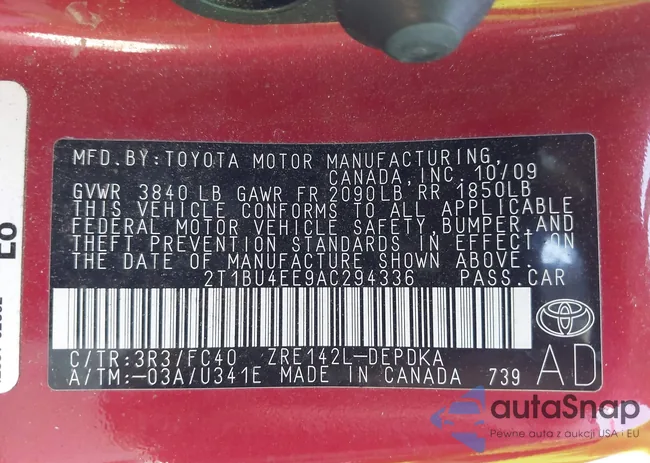 MFD. BY: TOYOTA MOTOR MANUFACTURING,
CANADA, INC. 10/09
GVWR 3840 LB GAWR FR 2090LB RR 1850LB
THIS VEHICLE CONFORMS TO ALL APPLICABLE
FEDERAL MOTOR VEHICLE SAFETY, BUMPER, AND
THEFT PREVENTION STANDARDS IN EFFECT ON
THE DATE OF MANUFACTURE SHOWN ABOVE.
2T1BU4EE9AC294336 PASS. CAR
C/TR: 3R3/FC40 ZRE142L-DEPDKA
A/TM: -03A/U341E MADE IN CANADA 739
AD
autaSnap
Pewne auta z aukcji USA i EU